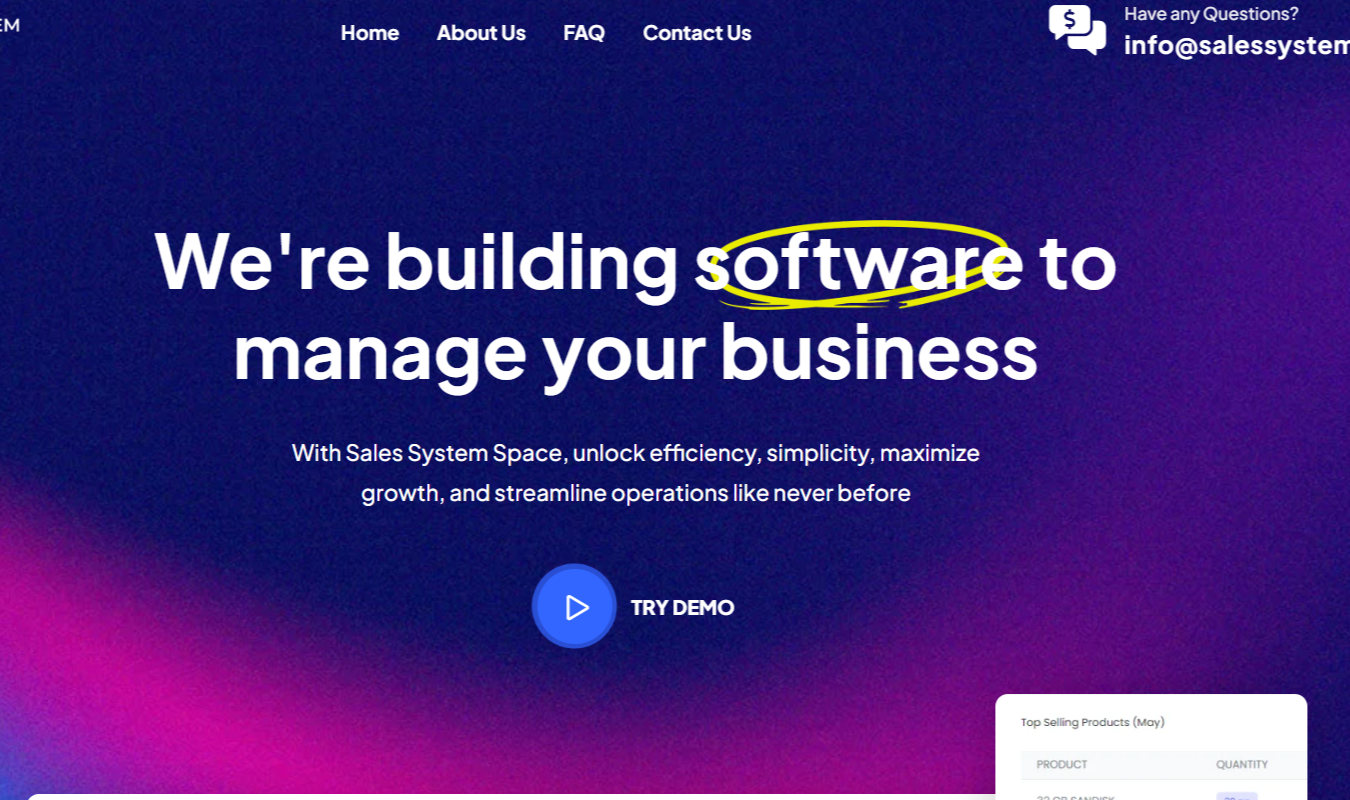 EM
Home About Us FAQ Contact Us
Have any Questions?
info@salessystem
We're building software to
manage your business
With Sales System Space, unlock efficiency, simplicity, maximize
growth, and streamline operations like never before
TRY DEMO
Top Selling Products (May)
PRODUCT QUANTITY